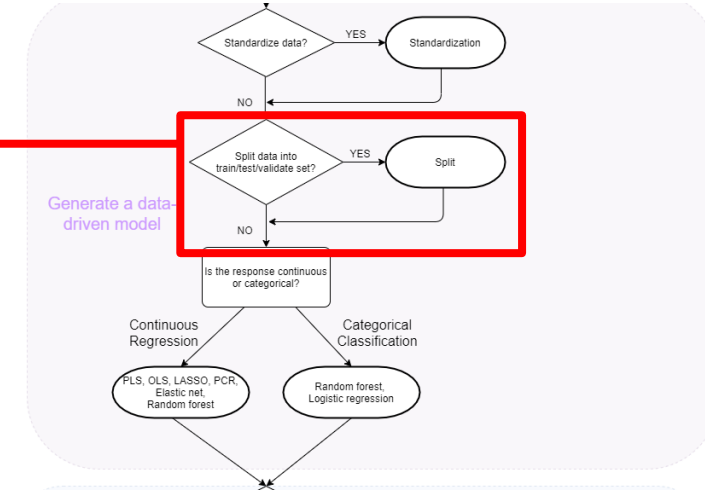 Standardize data?
YES
Standardization
NO
Split data into
train/test/validate set?
YES
Split
Generate a data-
driven model
NO
Is the response continuous
or categorical?
Continuous
Regression
Categorical
Classification
PLS, OLS, LASSO, PCR,
Elastic net,
Random forest
Random forest,
Logistic regression